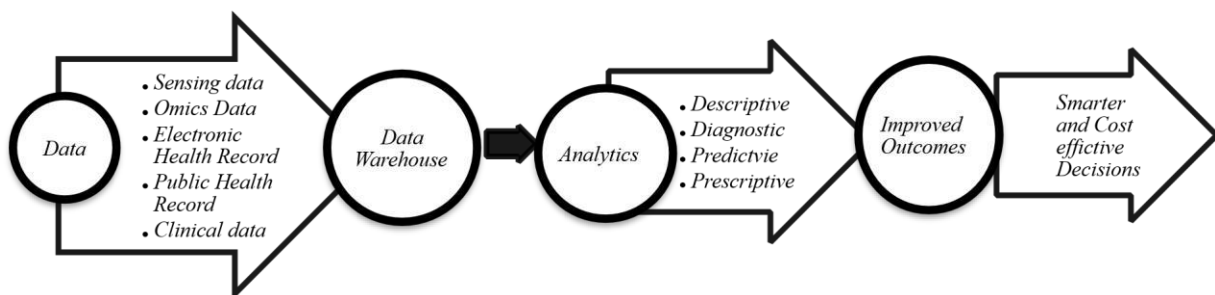 Data
• Sensing data
• Omics Data
• Electronic
Health Record
• Public Health
Record
• Clinical data
Data
Warehouse
Analytics
• Descriptive
• Diagnostic
• Predictvie
• Prescriptive
Improved
Outcomes
Smarter
and Cost
effictive
Decisions